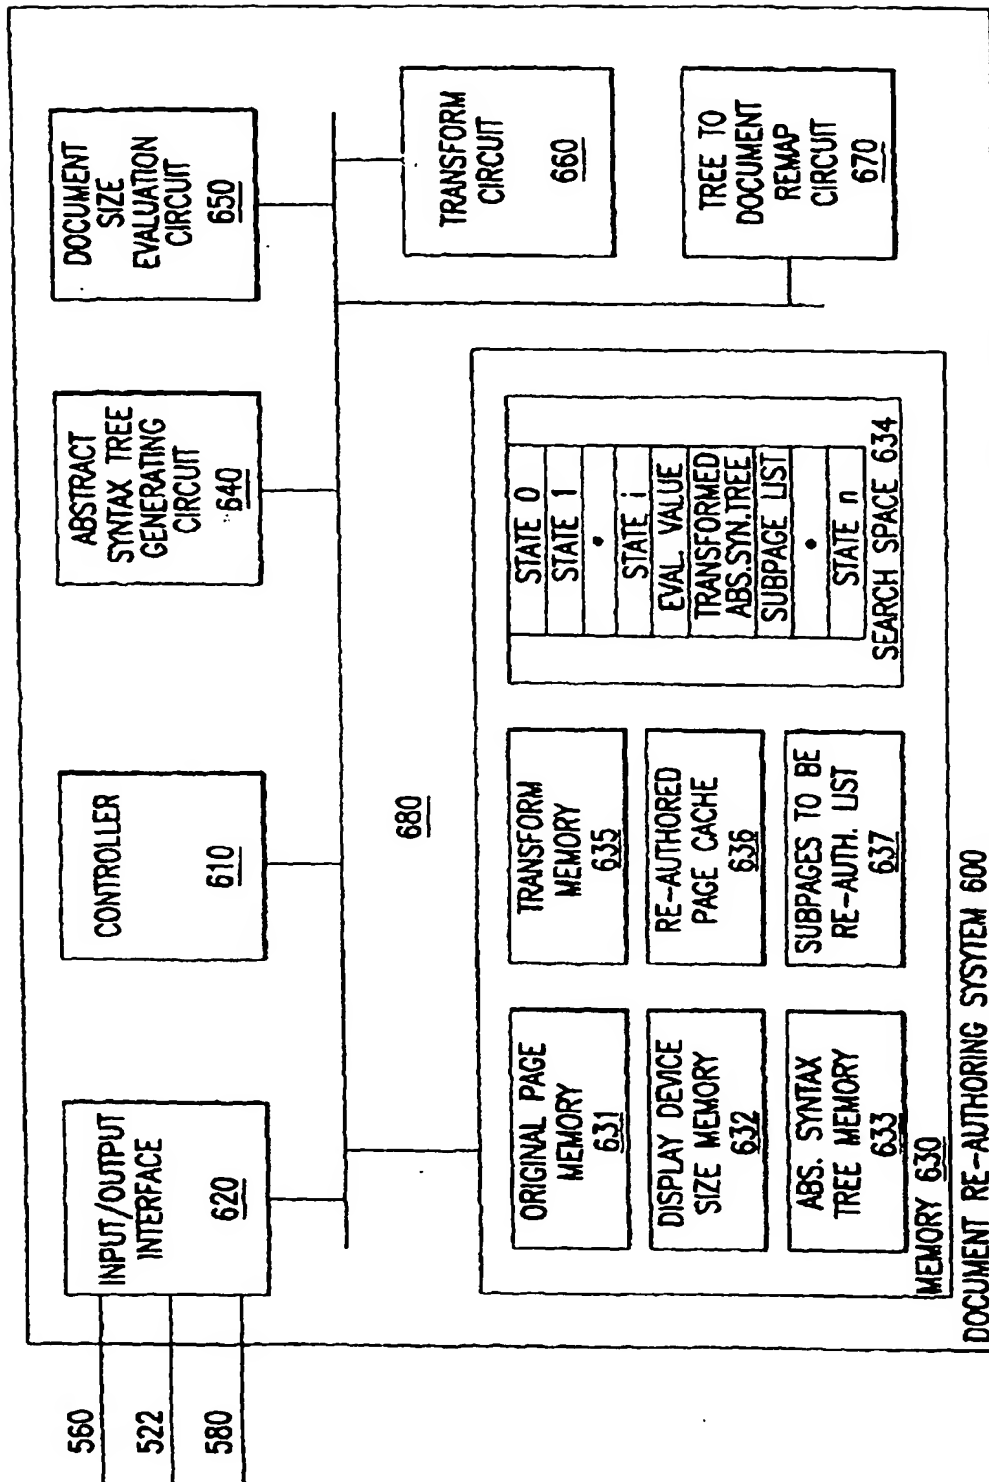 560
522
580
INPUT/OUTPUT
INTERFACE
620
CONTROLLER
610
ABSTRACT
SYNTAX TREE
GENERATING
CIRCUIT
640
DOCUMENT
SIZE
EVALUATION
CIRCUIT
650
680
TRANSFORM
CIRCUIT
660
TREE TO
DOCUMENT
REMAP
CIRCUIT
670
ORIGINAL PAGE
MEMORY
631
DISPLAY DEVICE
SIZE MEMORY
632
ABS. SYNTAX
TREE MEMORY
633
TRANSFORM
MEMORY
635
RE-AUTHORED
PAGE CACHE
636
SUBPAGES TO BE
RE-AUTH. LIST
637
STATE 0
STATE 1
•
STATE i
EVAL. VALUE
TRANSFORMED
ABS.SYN.TREE
SUBPAGE LIST
•
STATE n
SEARCH SPACE 634
MEMORY 630
DOCUMENT RE-AUTHORING SYSYTEM 600